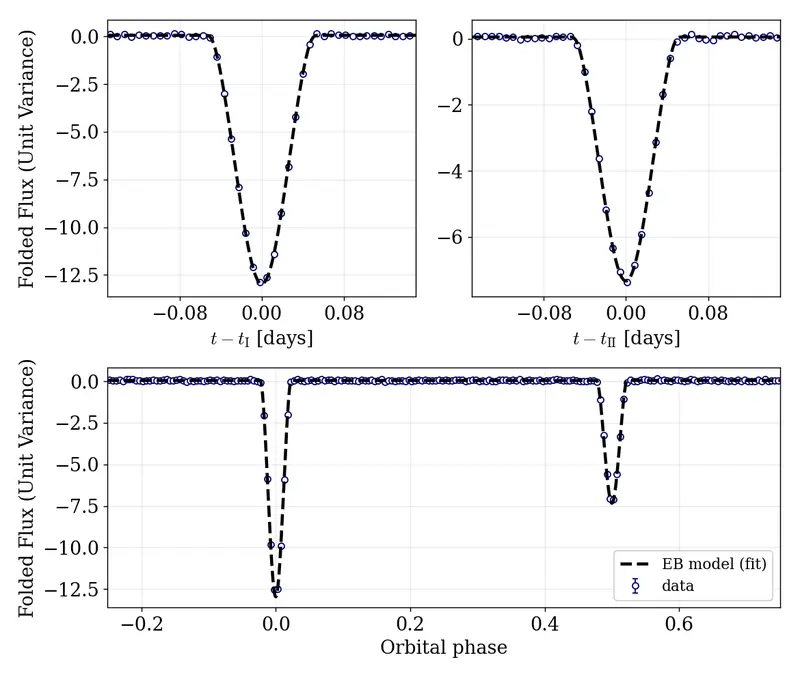 Folded Flux (Unit Variance)
0.0
−2.5
−5.0
−7.5
−10.0
−12.5
−0.08 0.00 0.08
t − t_I [days]
0
−2
−4
−6
−0.08 0.00 0.08
t − t_II [days]
Folded Flux (Unit Variance)
0.0
−2.5
−5.0
−7.5
−10.0
−12.5
EB model (fit)
data
−0.2 0.0 0.2 0.4 0.6
Orbital phase